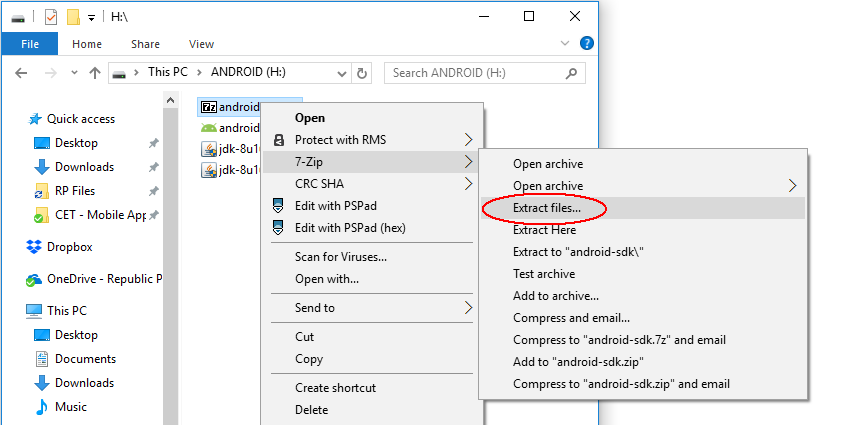 H:\
File Home Share View
This PC ANDROID (H:) Search ANDROID (H:)
Quick access
Desktop
Downloads
RP Files
CET - Mobile App
Dropbox
OneDrive - Republic P
This PC
Desktop
Documents
Downloads
Music
7z android
android
jdk-8u1
jdk-8u1
Open
Protect with RMS
7-Zip
CRC SHA
Edit with PSPad
Edit with PSPad (hex)
Scan for Viruses...
Open with...
Send to
Cut
Copy
Create shortcut
Delete
Open archive
Open archive
Extract files...
Extract Here
Extract to "android-sdk\"
Test archive
Add to archive...
Compress and email...
Compress to "android-sdk.7z" and email
Add to "android-sdk.zip"
Compress to "android-sdk.zip" and email